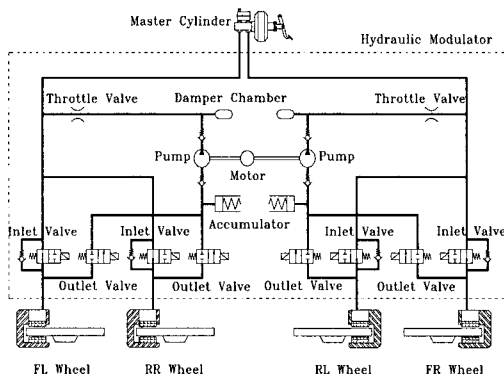 Master Cylinder
Hydraulic Modulator
Throttle Valve
Damper Chamber
Throttle Valve
Pump
Pump
Motor
Accumulator
Inlet Valve
Inlet Valve
Inlet Valve
Inlet Valve
Outlet Valve
Outlet Valve
Outlet Valve
Outlet Valve
FL Wheel
RR Wheel
RL Wheel
FR Wheel